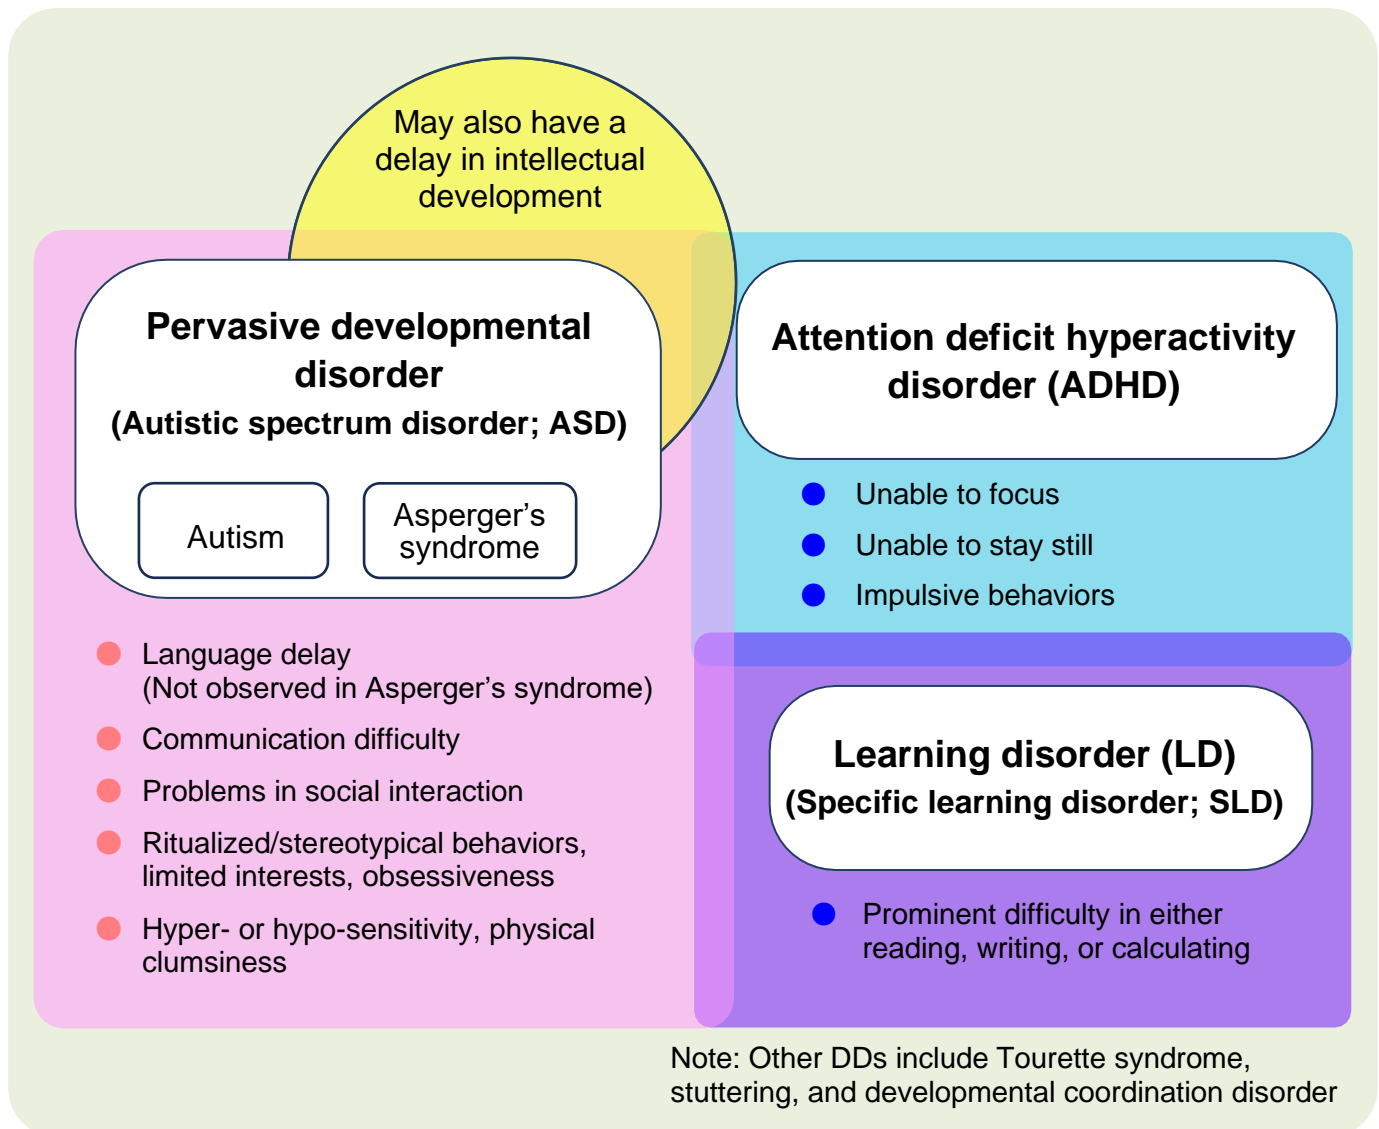 May also have a
delay in intellectual
development
Pervasive developmental
disorder
(Autistic spectrum disorder; ASD)
Autism
Asperger’s
syndrome
Language delay
(Not observed in Asperger’s syndrome)
Communication difficulty
Problems in social interaction
Ritualized/stereotypical behaviors,
limited interests, obsessiveness
Hyper- or hypo-sensitivity, physical
clumsiness
Attention deficit hyperactivity
disorder (ADHD)
Unable to focus
Unable to stay still
Impulsive behaviors
Learning disorder (LD)
(Specific learning disorder; SLD)
Prominent difficulty in either
reading, writing, or calculating
Note: Other DDs include Tourette syndrome,
stuttering, and developmental coordination disorder